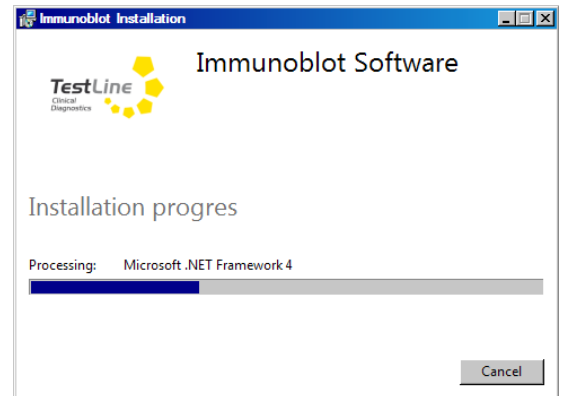 Immunoblot Installation
Immunoblot Software
TestLine
Clinical
Diagnostics
Installation progres
Processing: Microsoft .NET Framework 4
Cancel